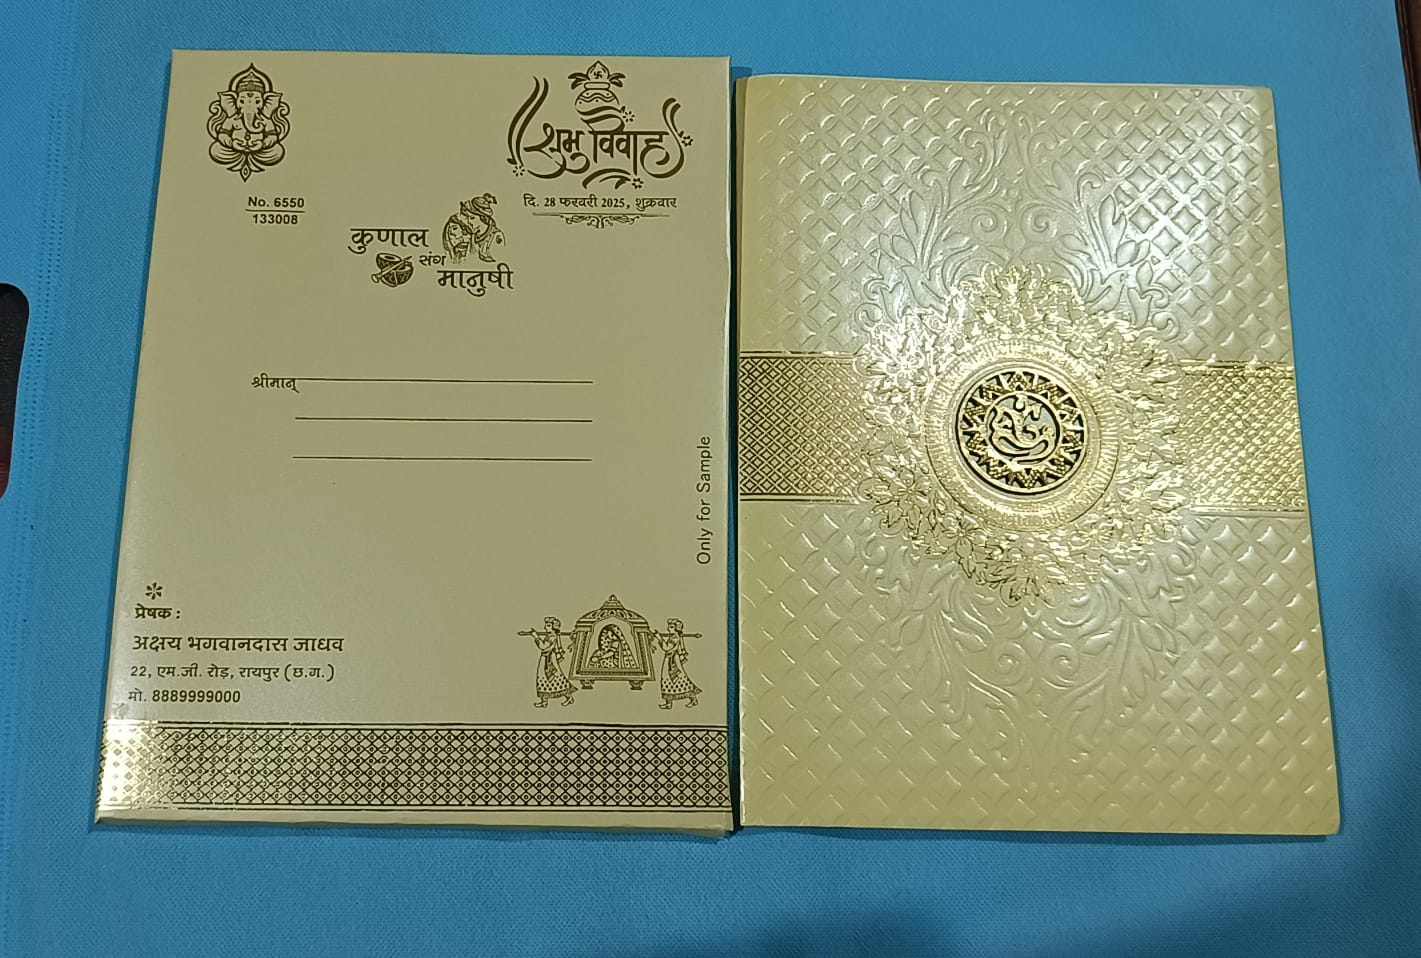 शुभ विवाह
No. 6550
133008
दि. 28 फरवरी 2025, शुक्रवार
कुणाल
संग
मानुषी
श्रीमान्
Only for Sample
प्रेषक :
अक्षय भगवानदास जाधव
22, एम.जी. रोड़, रायपुर (छ.ग.)
मो. 8889999000